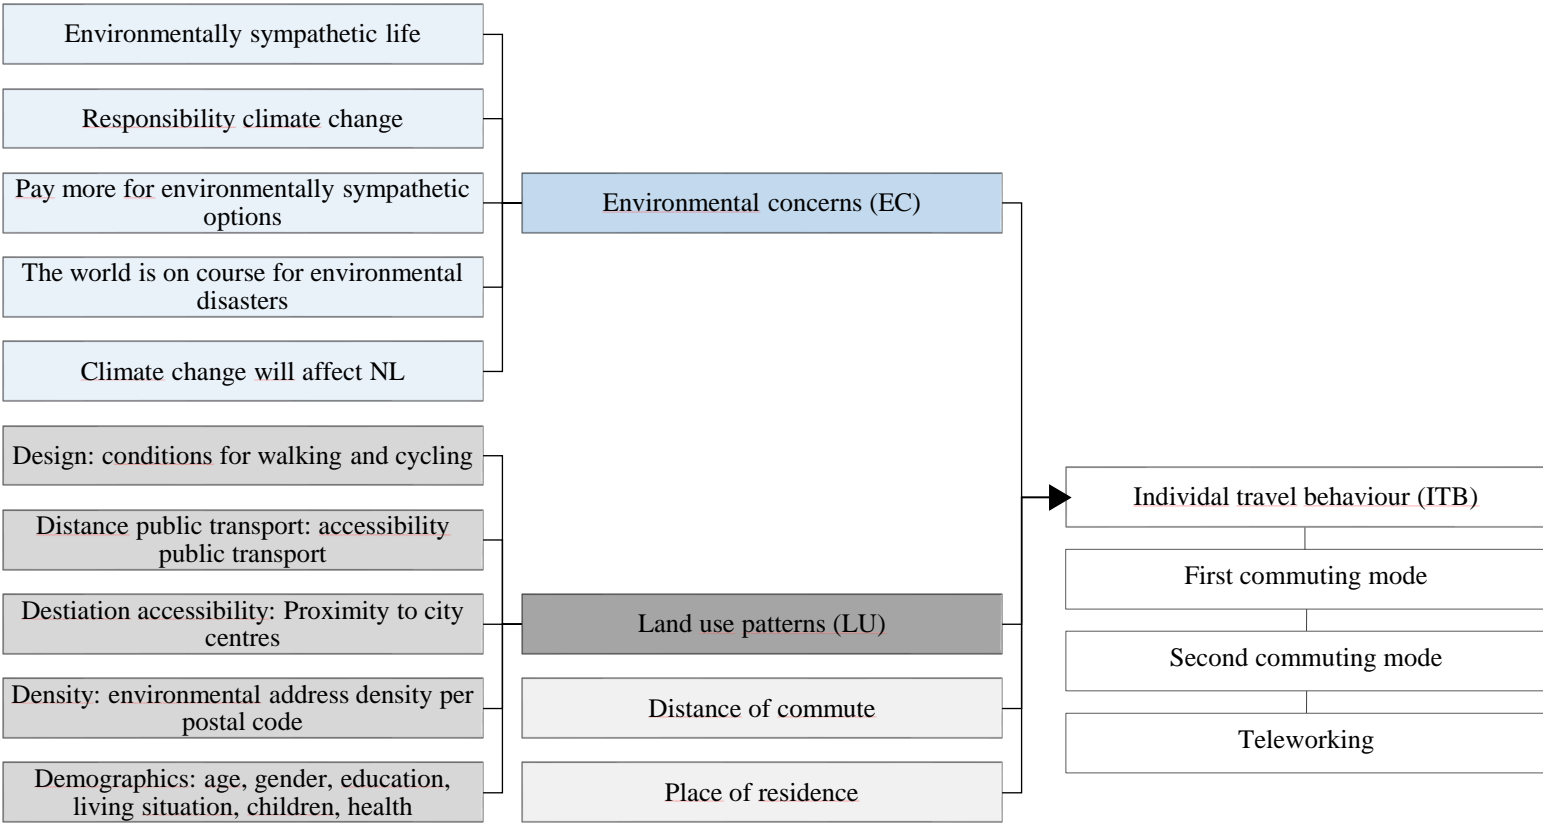 Environmentally sympathetic life
Responsibility climate change
Pay more for environmentally sympathetic
options
The world is on course for environmental
disasters
Climate change will affect NL
Design: conditions for walking and cycling
Distance public transport: accessibility
public transport
Destiation accessibility: Proximity to city
centres
Density: environmental address density per
postal code
Demographics: age, gender, education,
living situation, children, health
Environmental concerns (EC)
Land use patterns (LU)
Distance of commute
Place of residence
Individal travel behaviour (ITB)
First commuting mode
Second commuting mode
Teleworking